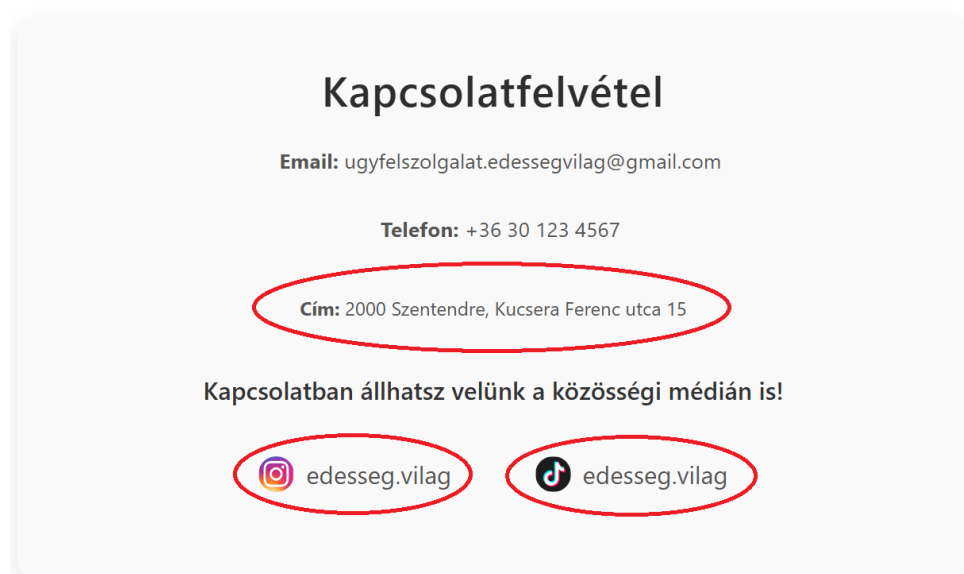 Kapcsolatfelvétel
Email: ugyfelszolgalat.edessegvilag@gmail.com
Telefon: +36 30 123 4567
Cím: 2000 Szentendre, Kucsera Ferenc utca 15
Kapcsolatban állhatsz velünk a közösségi médián is!
edesseg.vilag
edesseg.vilag